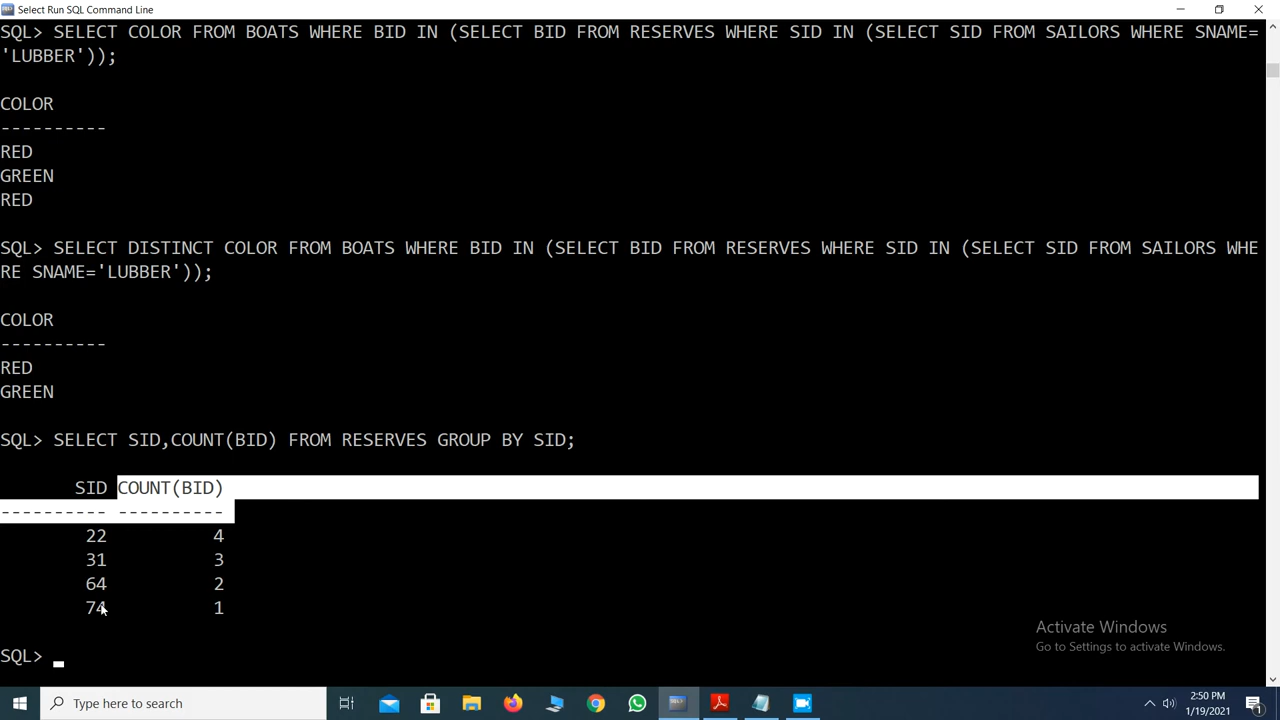 Select Run SQL Command Line
SQL> SELECT COLOR FROM BOATS WHERE BID IN (SELECT BID FROM RESERVES WHERE SID IN (SELECT SID FROM SAILORS WHERE SNAME=
'LUBBER'));
COLOR
----------
RED
GREEN
RED
SQL> SELECT DISTINCT COLOR FROM BOATS WHERE BID IN (SELECT BID FROM RESERVES WHERE SID IN (SELECT SID FROM SAILORS WHE
RE SNAME='LUBBER'));
COLOR
----------
RED
GREEN
SQL> SELECT SID,COUNT(BID) FROM RESERVES GROUP BY SID;
SID COUNT(BID)
---------- ----------
22 4
31 3
64 2
74 1
SQL>
Activate Windows
Go to Settings to activate Windows.
Type here to search
2:50 PM
1/19/2021
1